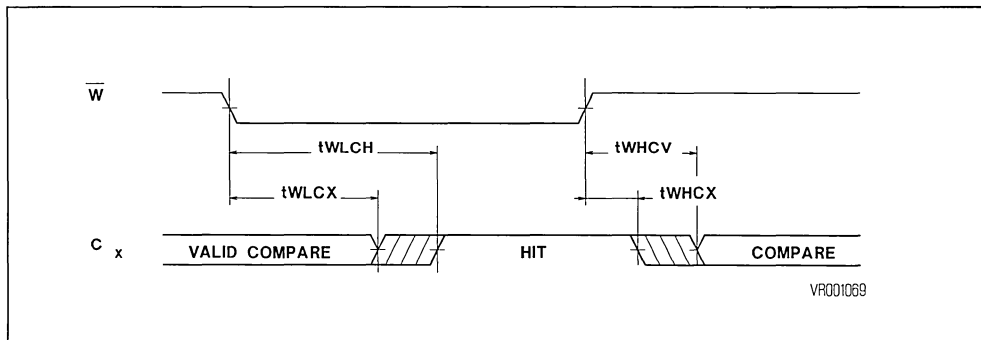 W
tWLCH
tWHCV
tWLCX
tWHCX
C x
VALID COMPARE
HIT
COMPARE
VR001069